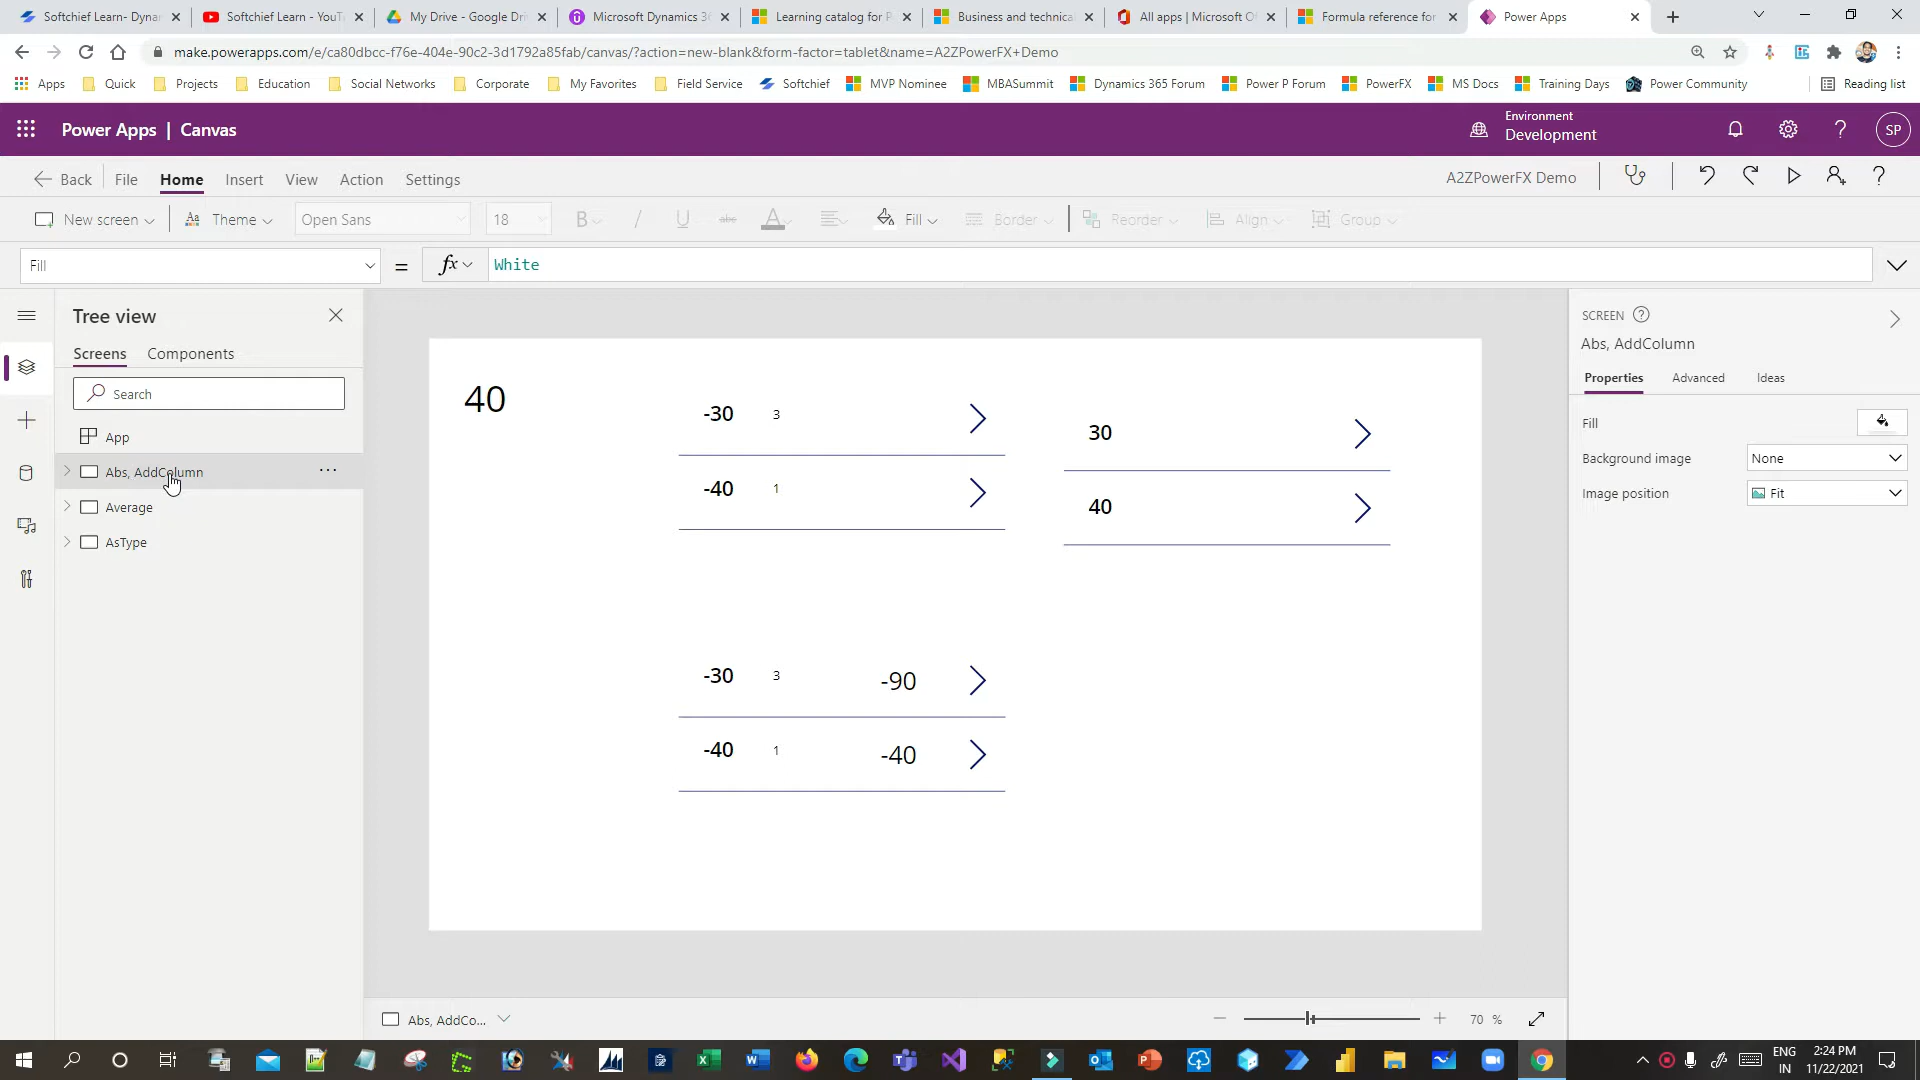 Softchief Learn- Dynam
Softchief Learn - YouT
My Drive - Google Dri
Microsoft Dynamics 36
Learning catalog for P
Business and technica
All apps | Microsoft O
Formula reference for
Power Apps
make.powerapps.com/e/ca80dbcc-f76e-404e-90c2-3d1792a85fab/canvas/?action=new-blank&form-factor=tablet&name=A2ZPowerFX+Demo
Apps
Quick
Projects
Education
Social Networks
Corporate
My Favorites
Field Service
Softchief
MVP Nominee
MBASummit
Dynamics 365 Forum
Power P Forum
PowerFX
MS Docs
Training Days
Power Community
Reading list
Power Apps | Canvas
Environment
Development
SP
Back
File
Home
Insert
View
Action
Settings
A2ZPowerFX Demo
New screen
Theme
Open Sans
18
B
/
U
abc
A
Fill
Border
Reorder
Align
Group
Fill
=
fx
White
Tree view
Screens
Components
Search
App
Abs, AddColumn
Average
AsType
40
-30 3
-40 1
30
40
-30 3 -90
-40 1 -40
SCREEN
Abs, AddColumn
Properties
Advanced
Ideas
Fill
Background image
None
Image position
Fit
Abs, AddCo...
70 %
ENG
IN
2:24 PM
11/22/2021